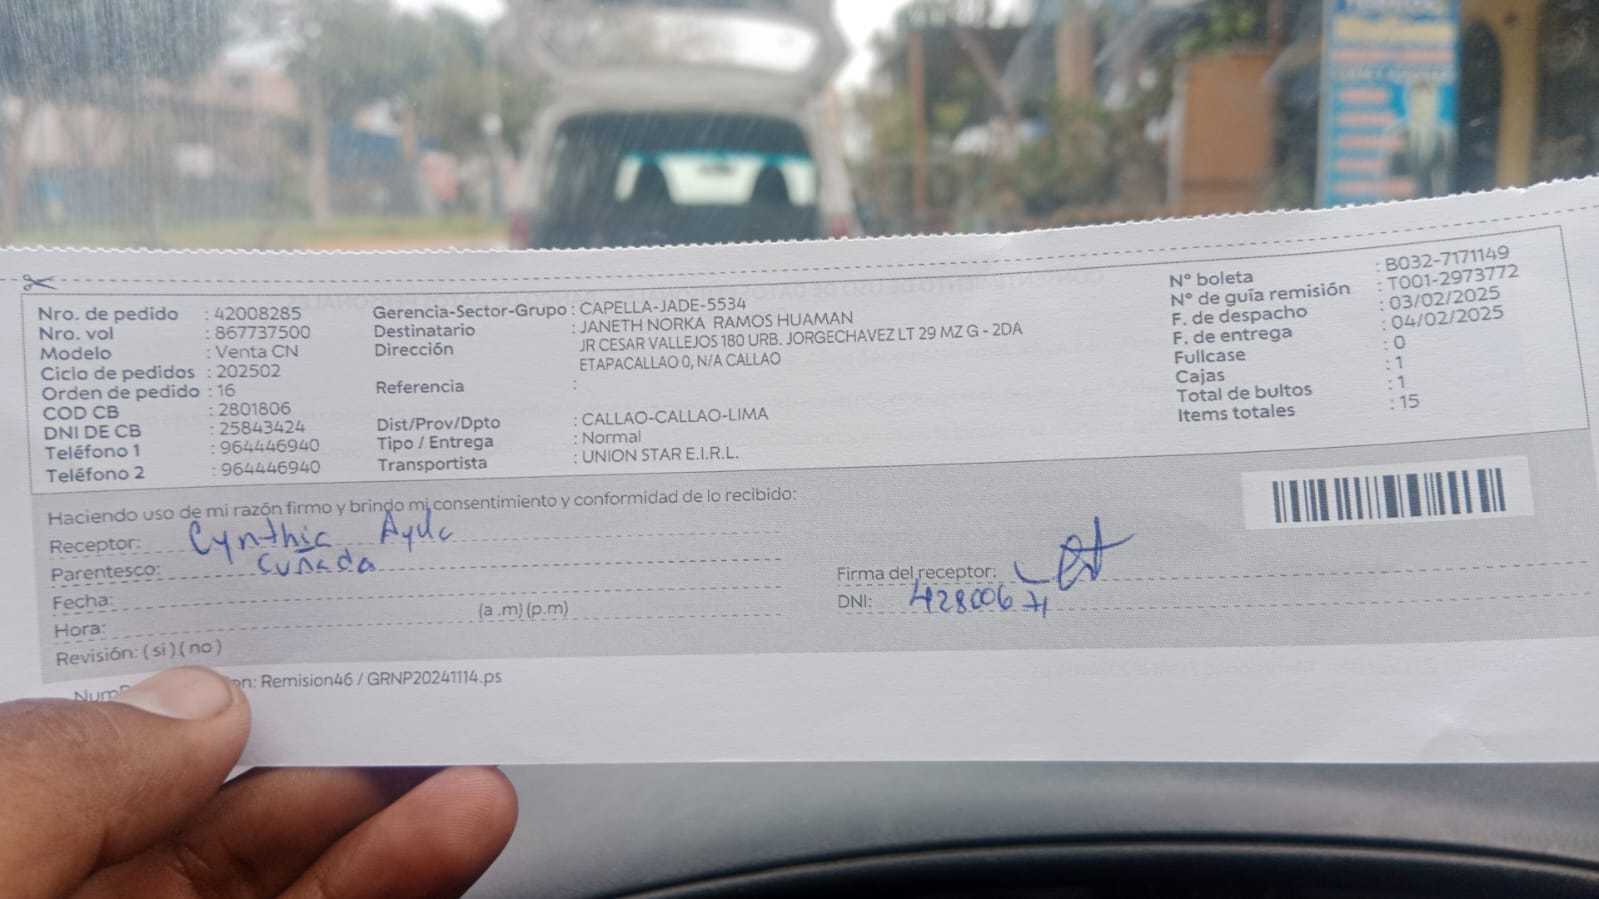 Nro. de pedido : 42008285
Nro. vol : 867737500
Modelo : Venta CN
Ciclo de pedidos : 202502
Orden de pedido : 16
COD CB : 2801806
DNI DE CB : 25843424
Teléfono 1 : 964446940
Teléfono 2 : 964446940
Gerencia-Sector-Grupo : CAPELLA-JADE-5534
Destinatario : JANETH NORKA RAMOS HUAMAN
Dirección : JR CESAR VALLEJOS 180 URB. JORGECHAVEZ LT 29 MZ G - 2DA
ETAPACALLAO 0, N/A CALLAO
Referencia :
Dist/Prov/Dpto : CALLAO-CALLAO-LIMA
Tipo / Entrega : Normal
Transportista : UNION STAR E.I.R.L.
N° boleta : B032-7171149
N° de guía remisión : T001-2973772
F. de despacho : 03/02/2025
F. de entrega : 04/02/2025
Fullcase : 0
Cajas : 1
Total de bultos : 1
Items totales : 15
Haciendo uso de mi razón firmo y brindo mi consentimiento y conformidad de lo recibido:
Receptor: Cynthia
Parentesco: Cuñada
Fecha:
Hora: (a .m) (p.m)
Revisión: ( si ) ( no )
Firma del receptor:
DNI: 42800671
on: Remision46 / GRNP20241114.ps